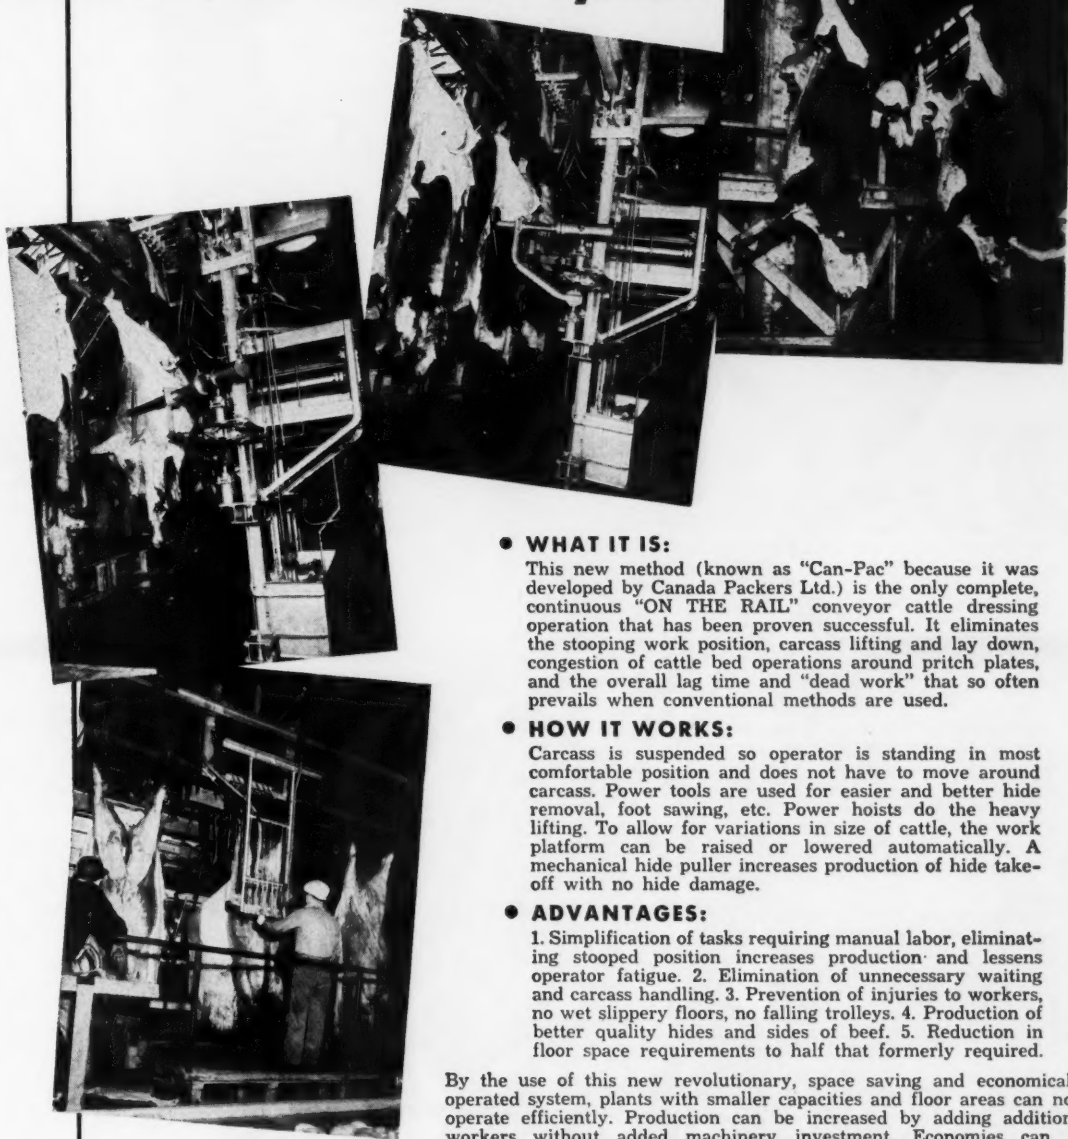 ● WHAT IT IS:
This new method (known as “Can-Pac” because it was
developed by Canada Packers Ltd.) is the only complete,
continuous “ON THE RAIL” conveyor cattle dressing
operation that has been proven successful. It eliminates
the stooping work position, carcass lifting and lay down,
congestion of cattle bed operations around pritch plates,
and the overall lag time and “dead work” that so often
prevails when conventional methods are used.
● HOW IT WORKS:
Carcass is suspended so operator is standing in most
comfortable position and does not have to move around
carcass. Power tools are used for easier and better hide
removal, foot sawing, etc. Power hoists do the heavy
lifting. To allow for variations in size of cattle, the work
platform can be raised or lowered automatically. A
mechanical hide puller increases production of hide take-
off with no hide damage.
● ADVANTAGES:
1. Simplification of tasks requiring manual labor, eliminat-
ing stooped position increases production and lessens
operator fatigue. 2. Elimination of unnecessary waiting
and carcass handling. 3. Prevention of injuries to workers,
no wet slippery floors, no falling trolleys. 4. Production of
better quality hides and sides of beef. 5. Reduction in
floor space requirements to half that formerly required.
By the use of this new revolutionary, space saving and economical
operated system, plants with smaller capacities and floor areas can
operate efficiently. Production can be increased by adding
workers without added machinery investment. Economies can